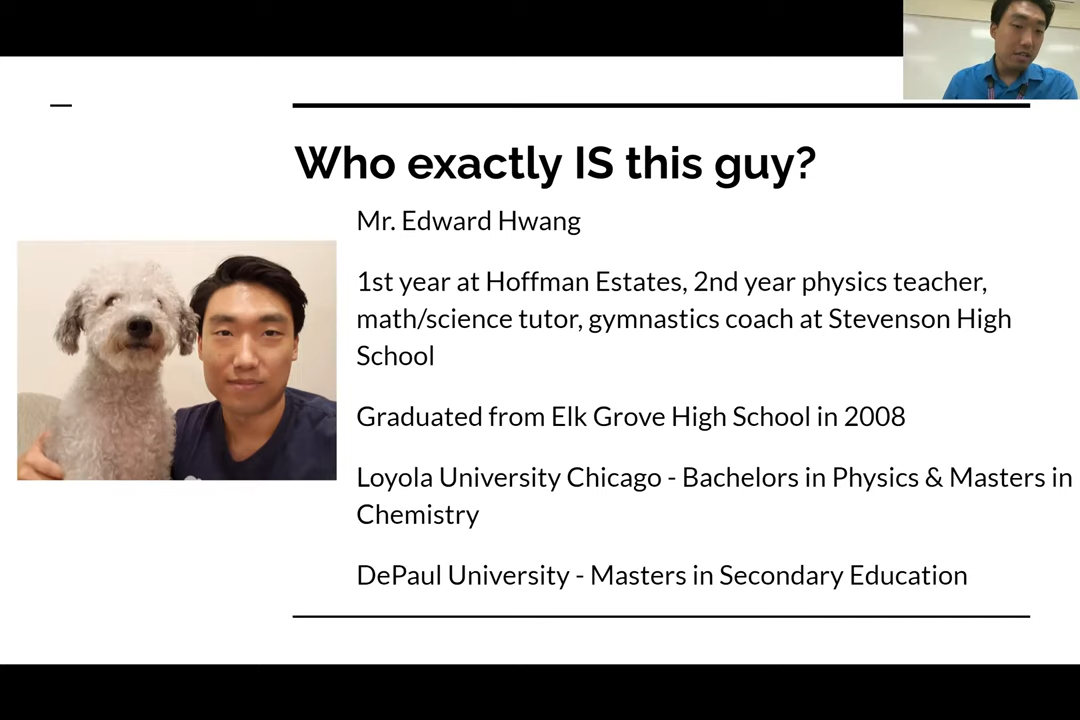 Who exactly IS this guy?
Mr. Edward Hwang
1st year at Hoffman Estates, 2nd year physics teacher,
math/science tutor, gymnastics coach at Stevenson High
School
Graduated from Elk Grove High School in 2008
Loyola University Chicago - Bachelors in Physics & Masters in
Chemistry
DePaul University - Masters in Secondary Education